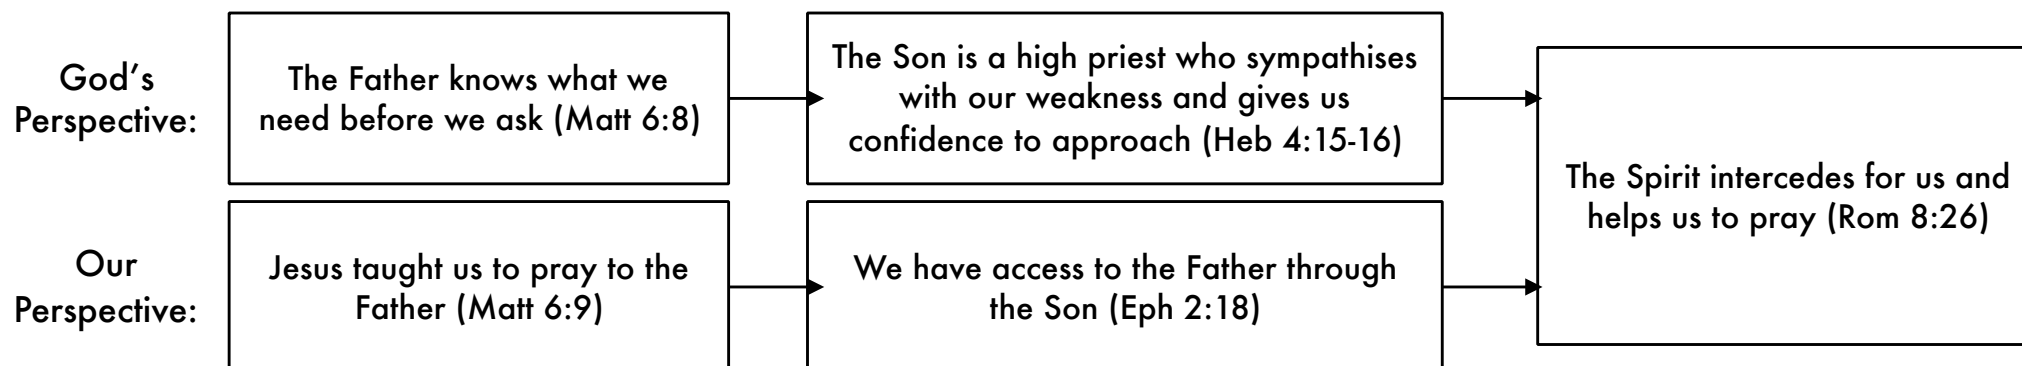 God's
Perspective:
The Father knows what we
need before we ask (Matt 6:8)
The Son is a high priest who sympathises
with our weakness and gives us
confidence to approach (Heb 4:15-16)
The Spirit intercedes for us and
helps us to pray (Rom 8:26)
Our
Perspective:
Jesus taught us to pray to the
Father (Matt 6:9)
We have access to the Father through
the Son (Eph 2:18)